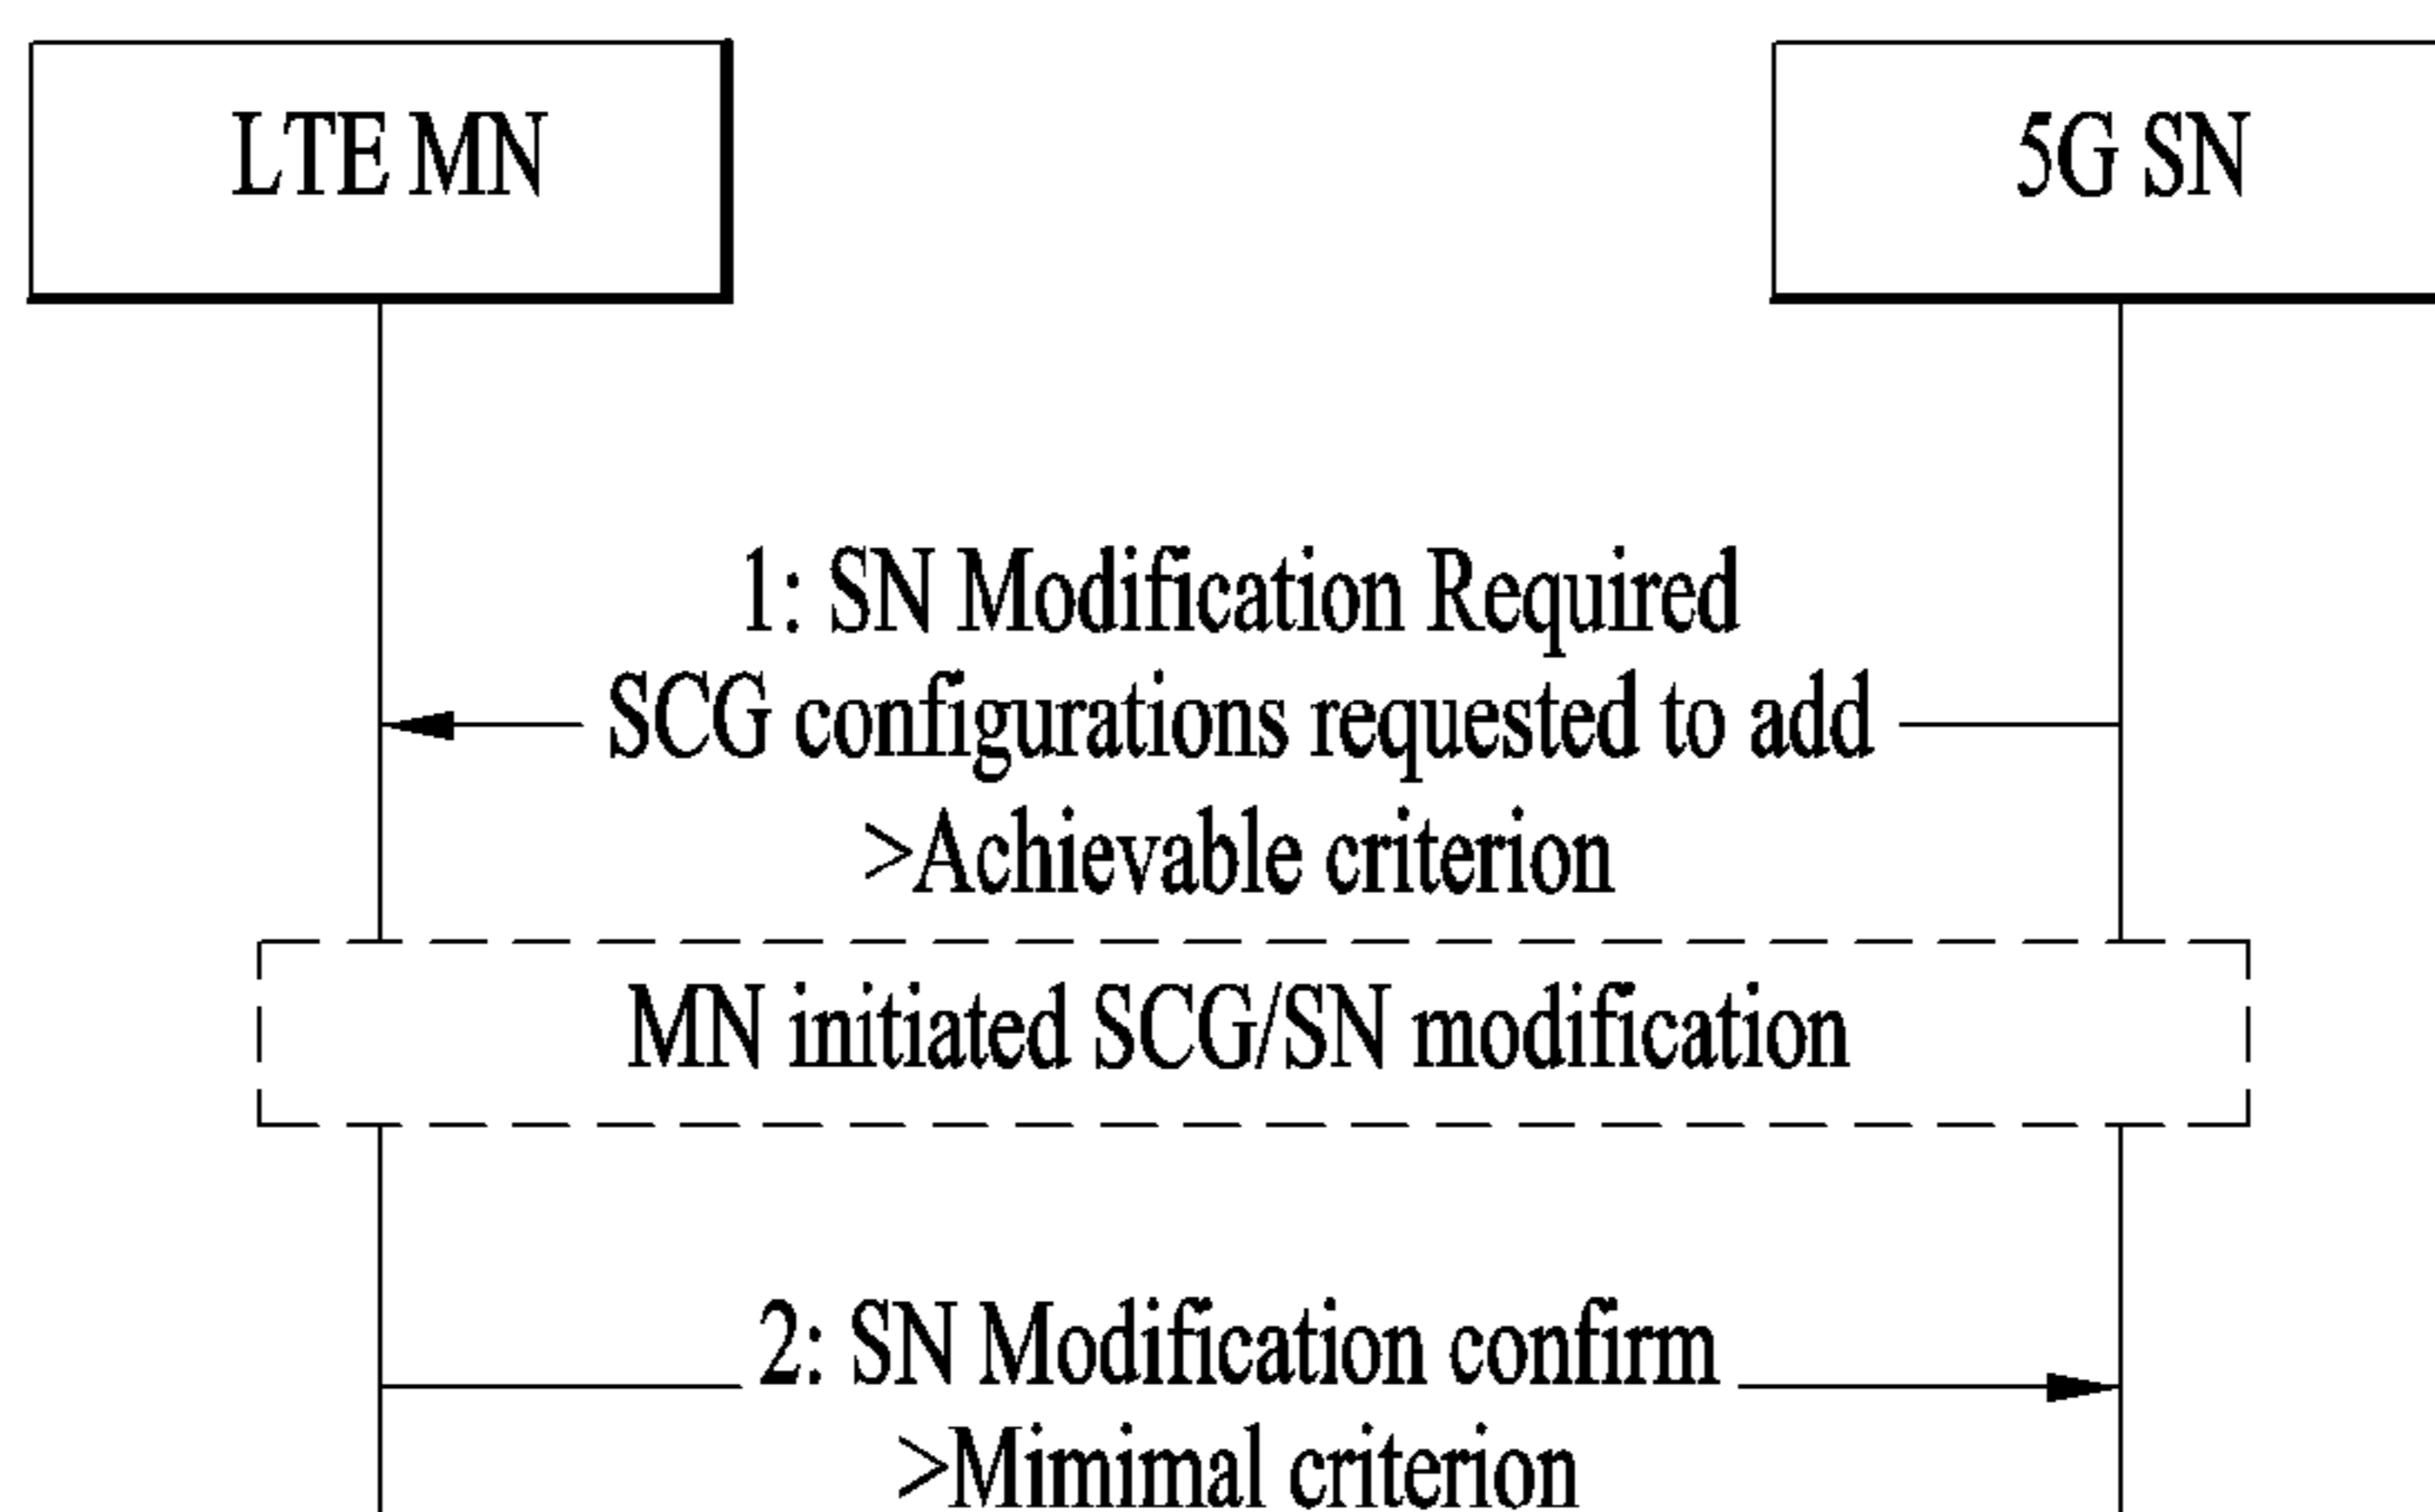 LTE MN
5G SN
1: SN Modification Required
SCG configurations requested to add
>Achievable criterion
MN initiated SCG/SN modification
2: SN Modification confirm
>Mimimal criterion